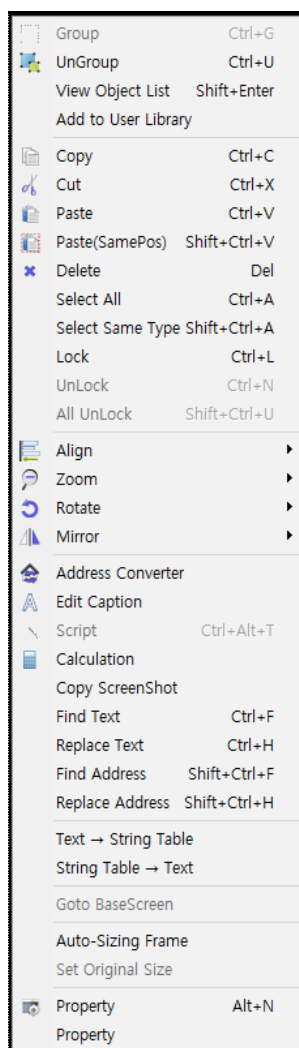 Group Ctrl+G
UnGroup Ctrl+U
View Object List Shift+Enter
Add to User Library
Copy Ctrl+C
Cut Ctrl+X
Paste Ctrl+V
Paste(SamePos) Shift+Ctrl+V
Delete Del
Select All Ctrl+A
Select Same Type Shift+Ctrl+A
Lock Ctrl+L
UnLock Ctrl+N
All UnLock Shift+Ctrl+U
Align
Zoom
Rotate
Mirror
Address Converter
Edit Caption
Script Ctrl+Alt+T
Calculation
Copy ScreenShot
Find Text Ctrl+F
Replace Text Ctrl+H
Find Address Shift+Ctrl+F
Replace Address Shift+Ctrl+H
Text → String Table
String Table → Text
Goto BaseScreen
Auto-Sizing Frame
Set Original Size
Property Alt+N
Property